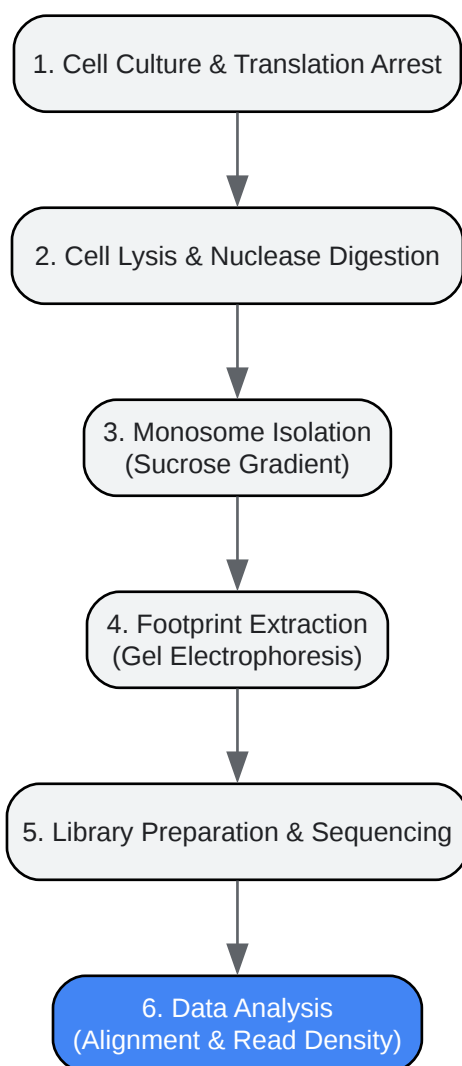 1. Cell Culture & Translation Arrest
2. Cell Lysis & Nuclease Digestion
3. Monosome Isolation
(Sucrose Gradient)
4. Footprint Extraction
(Gel Electrophoresis)
5. Library Preparation & Sequencing
6. Data Analysis
(Alignment & Read Density)